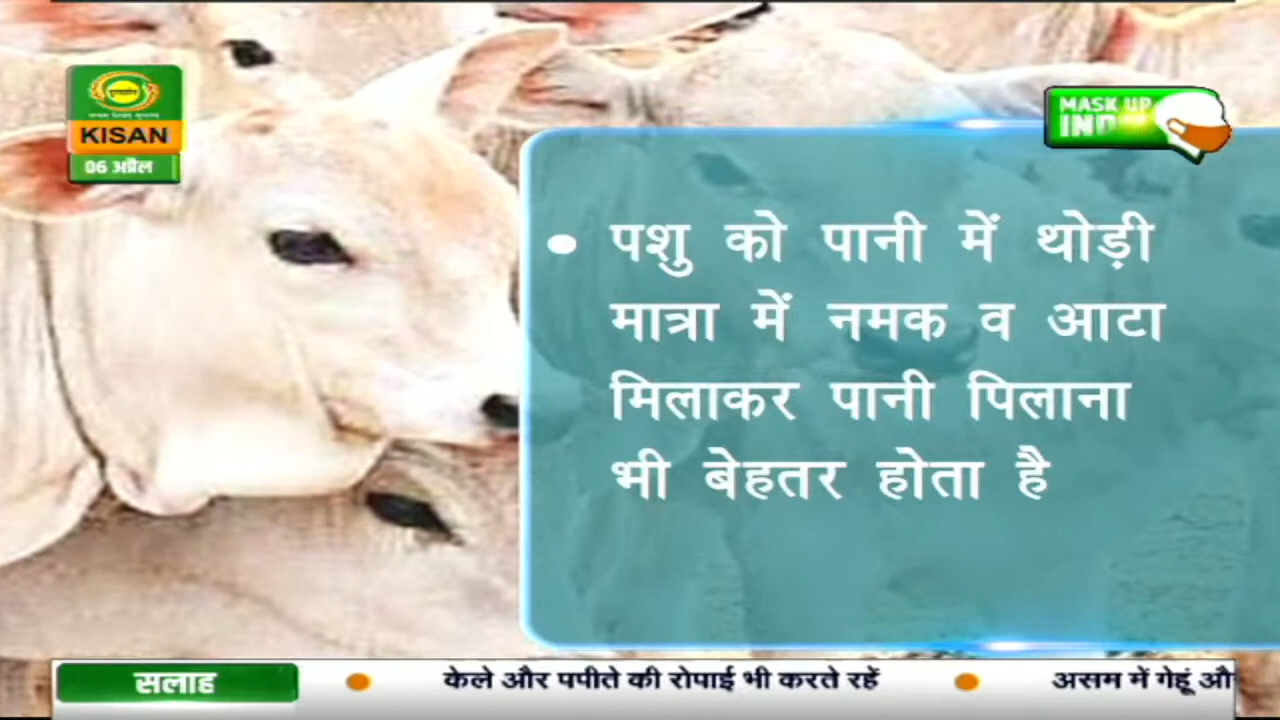 KISAN
06 अप्रैल
MASK UP
पशु को पानी में थोड़ी
मात्रा में नमक व आटा
मिलाकर पानी पिलाना
भी बेहतर होता है
सलाह
केले और पपीते की रोपाई भी करते रहें
असम में गेहूं औ